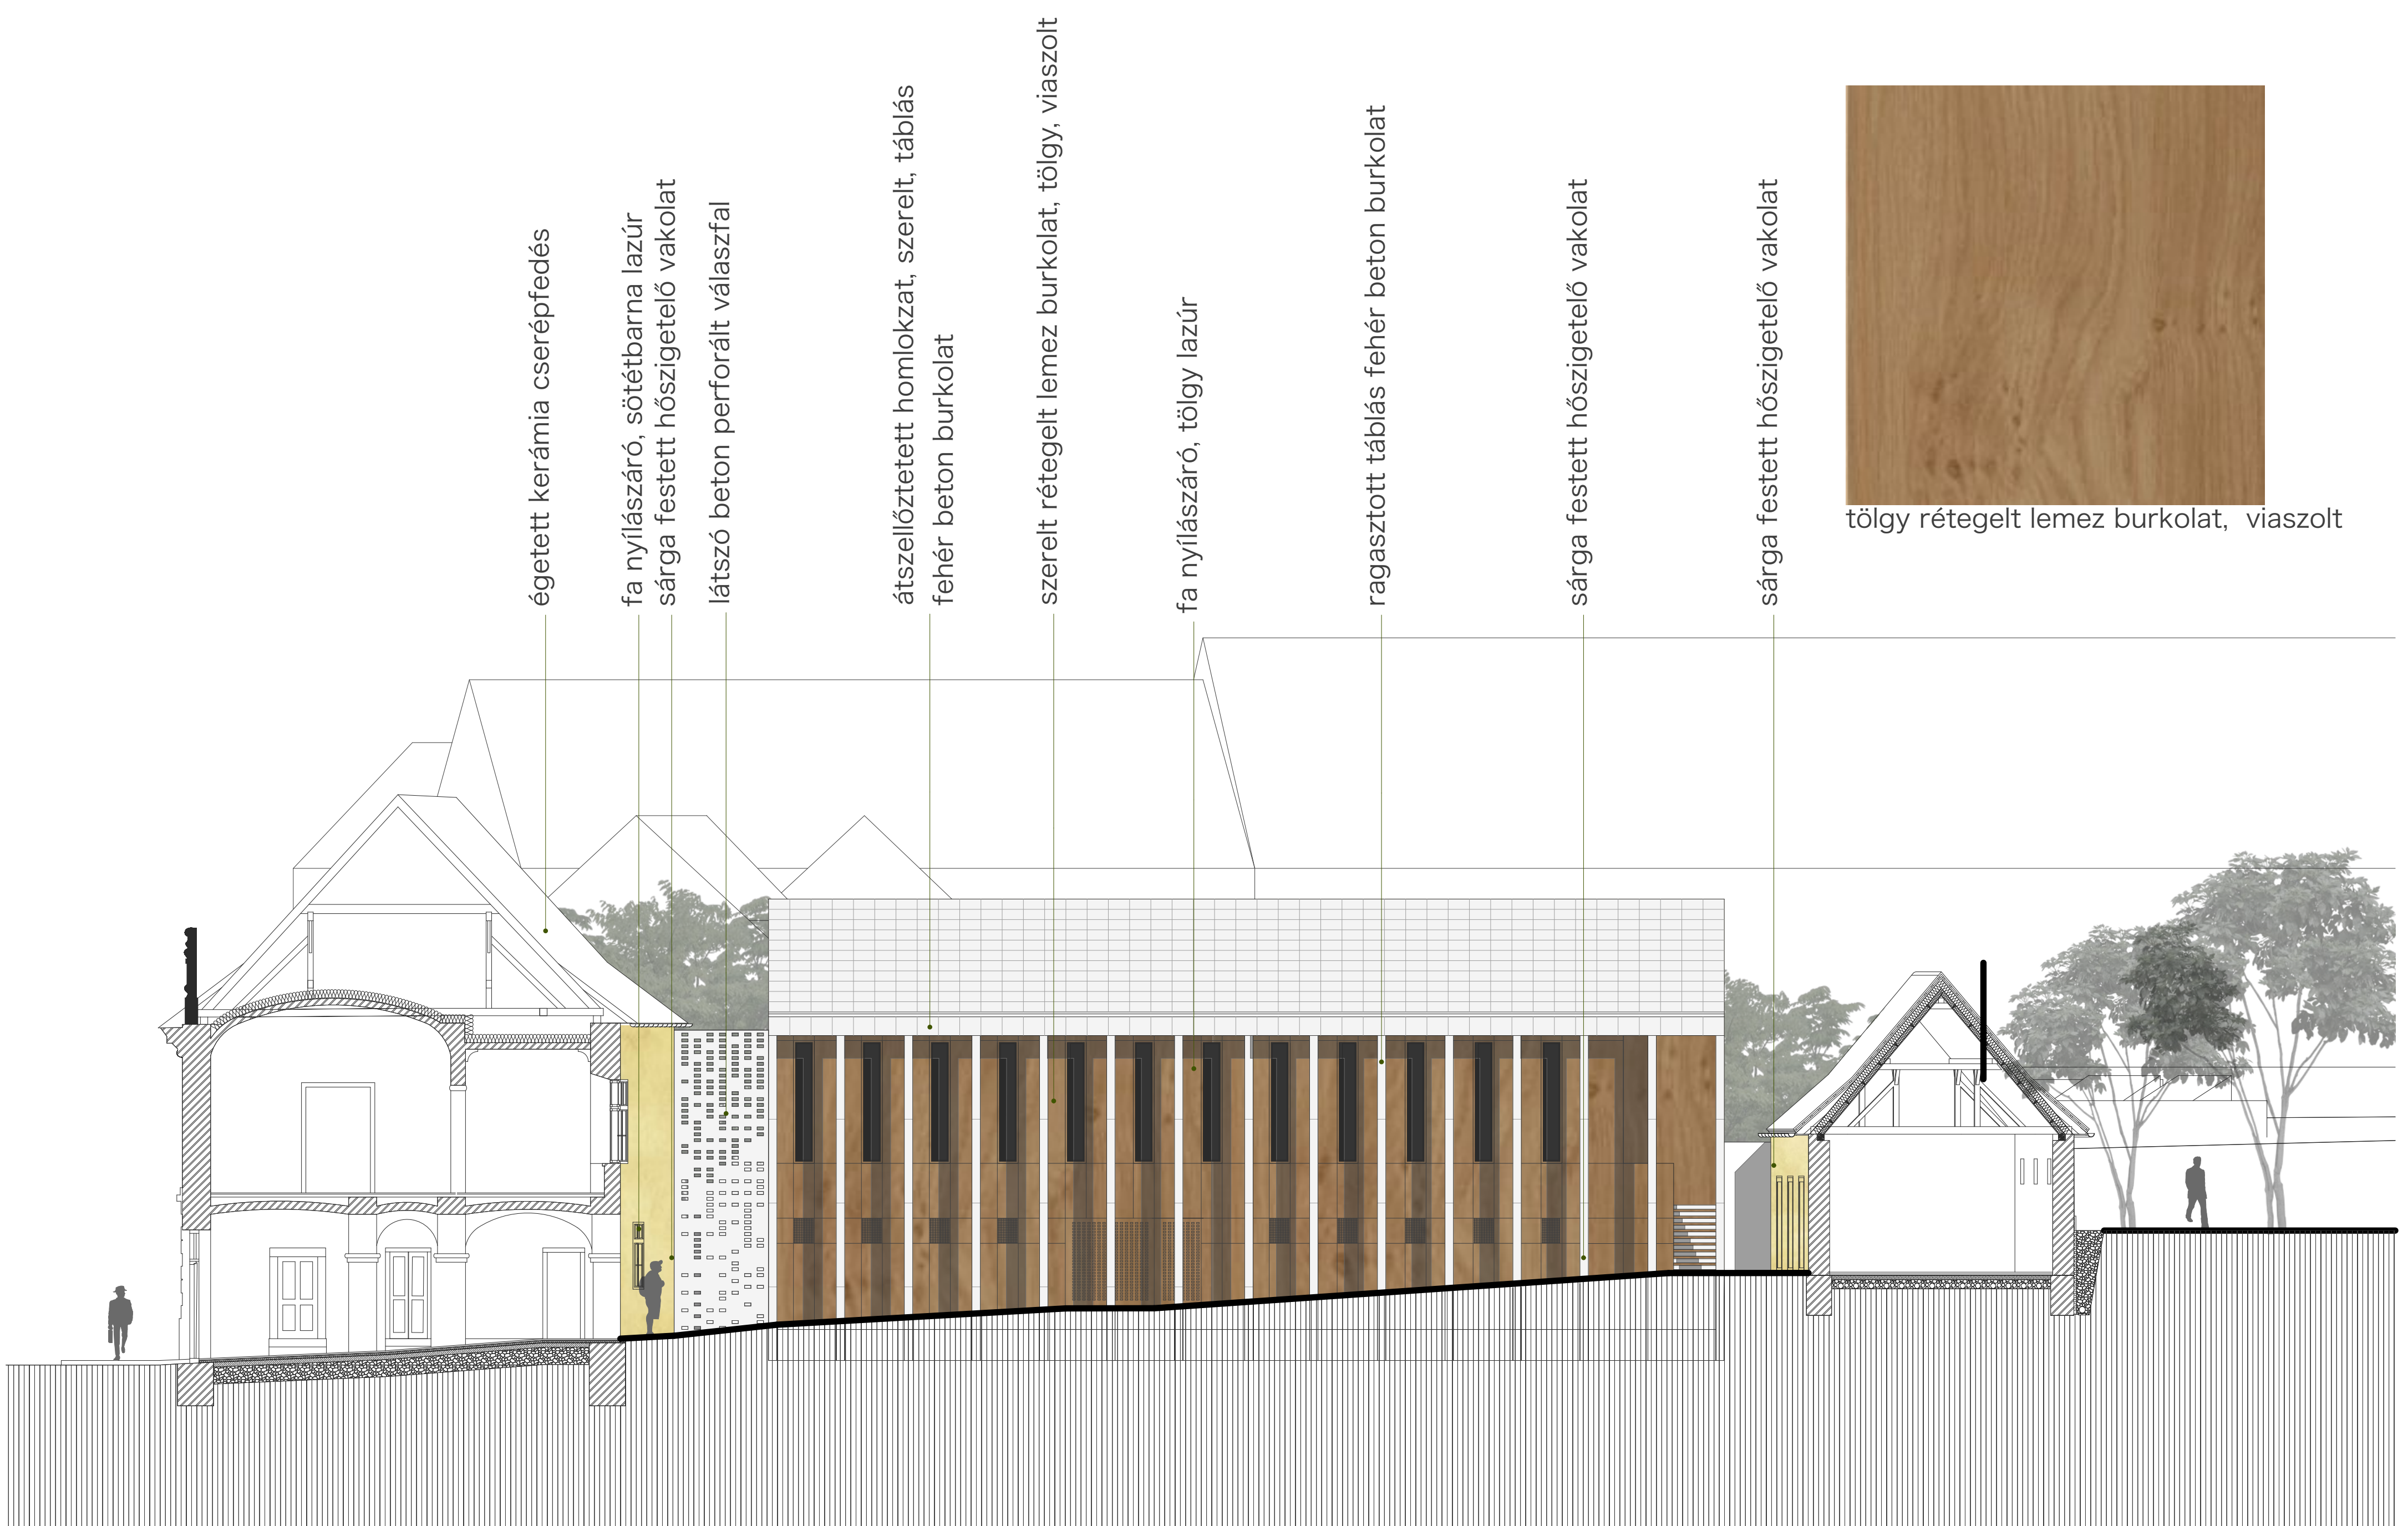 égetett kerámia cserépfedés
fa nyílászáró, sötétbarna lazúr
sárga festett hőszigetelő vakolat
látszó beton perforált válaszfal
átszellőztetett homlokzat, szerelt, táblás
fehér beton burkolat
szerelt rétegelt lemez burkolat, tölgy, viaszolt
fa nyílászáró, tölgy lazúr
ragasztott táblás fehér beton burkolat
sárga festett hőszigetelő vakolat
sárga festett hőszigetelő vakolat
tölgy rétegelt lemez burkolat, viaszolt